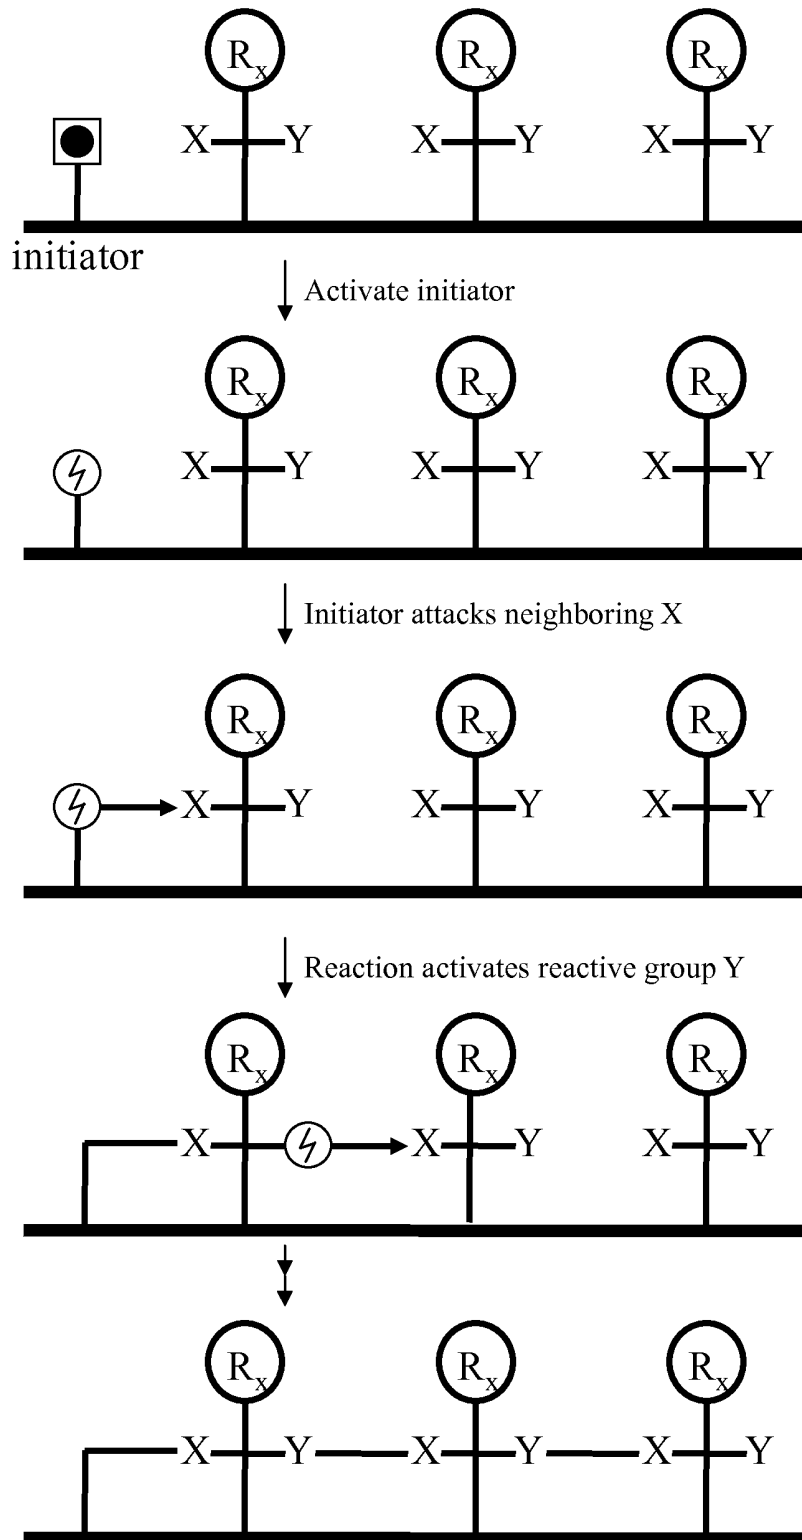 Rx Rx Rx
X Y X Y X Y
initiator
Activate initiator
Rx Rx Rx
X Y X Y X Y
Initiator attacks neighboring X
Rx Rx Rx
X Y X Y X Y
Reaction activates reactive group Y
Rx Rx Rx
X X Y X Y
Rx Rx Rx
X Y X Y X Y